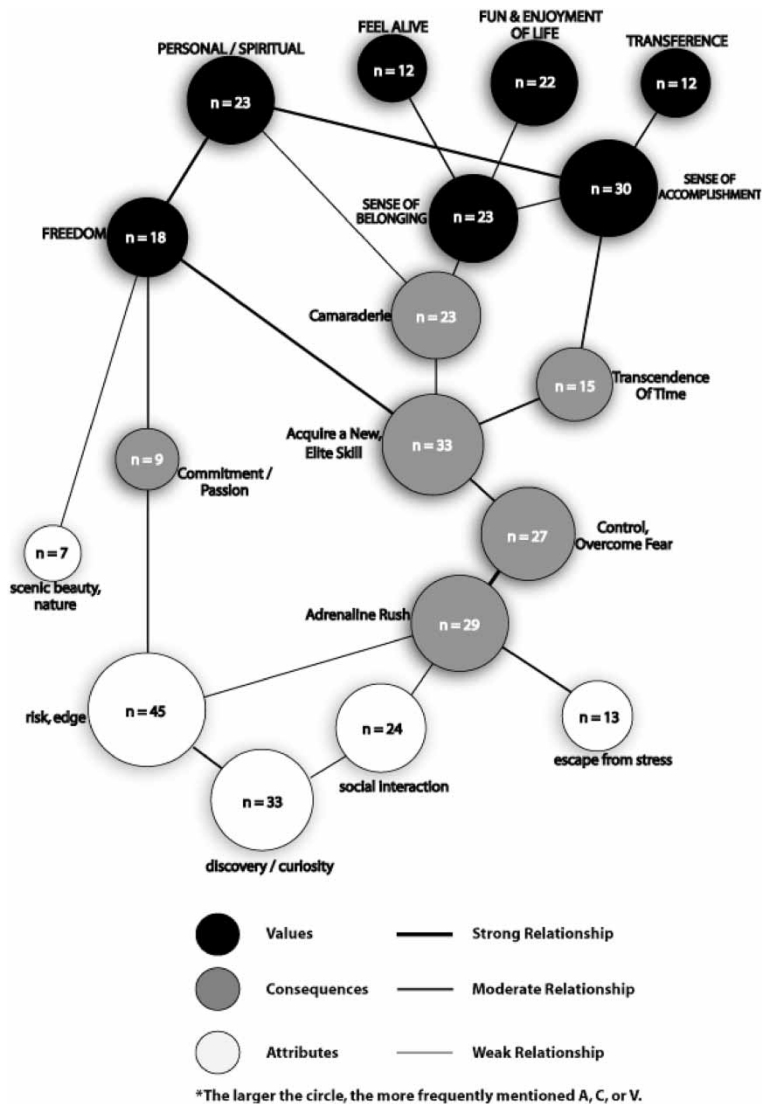 FEEL ALIVE
FUN & ENJOYMENT
OF LIFE
TRANSFERENCE
PERSONAL / SPIRITUAL
n = 12
n = 22
n = 12
n = 23
SENSE OF
ACCOMPLISHMENT
n = 30
SENSE OF
BELONGING
n = 23
FREEDOM
n = 18
Camaraderie
n = 23
n = 15
Transcendence
Of Time
Acquire a New,
Elite Skill
n = 33
n = 9
Commitment /
Passion
n = 27
Control,
Overcome Fear
n = 7
scenic beauty,
nature
Adrenaline Rush
n = 29
risk, edge
n = 45
n = 24
social interaction
n = 13
escape from stress
n = 33
discovery / curiosity
Values
Strong Relationship
Consequences
Moderate Relationship
Attributes
Weak Relationship
*The larger the circle, the more frequently mentioned A, C, or V.